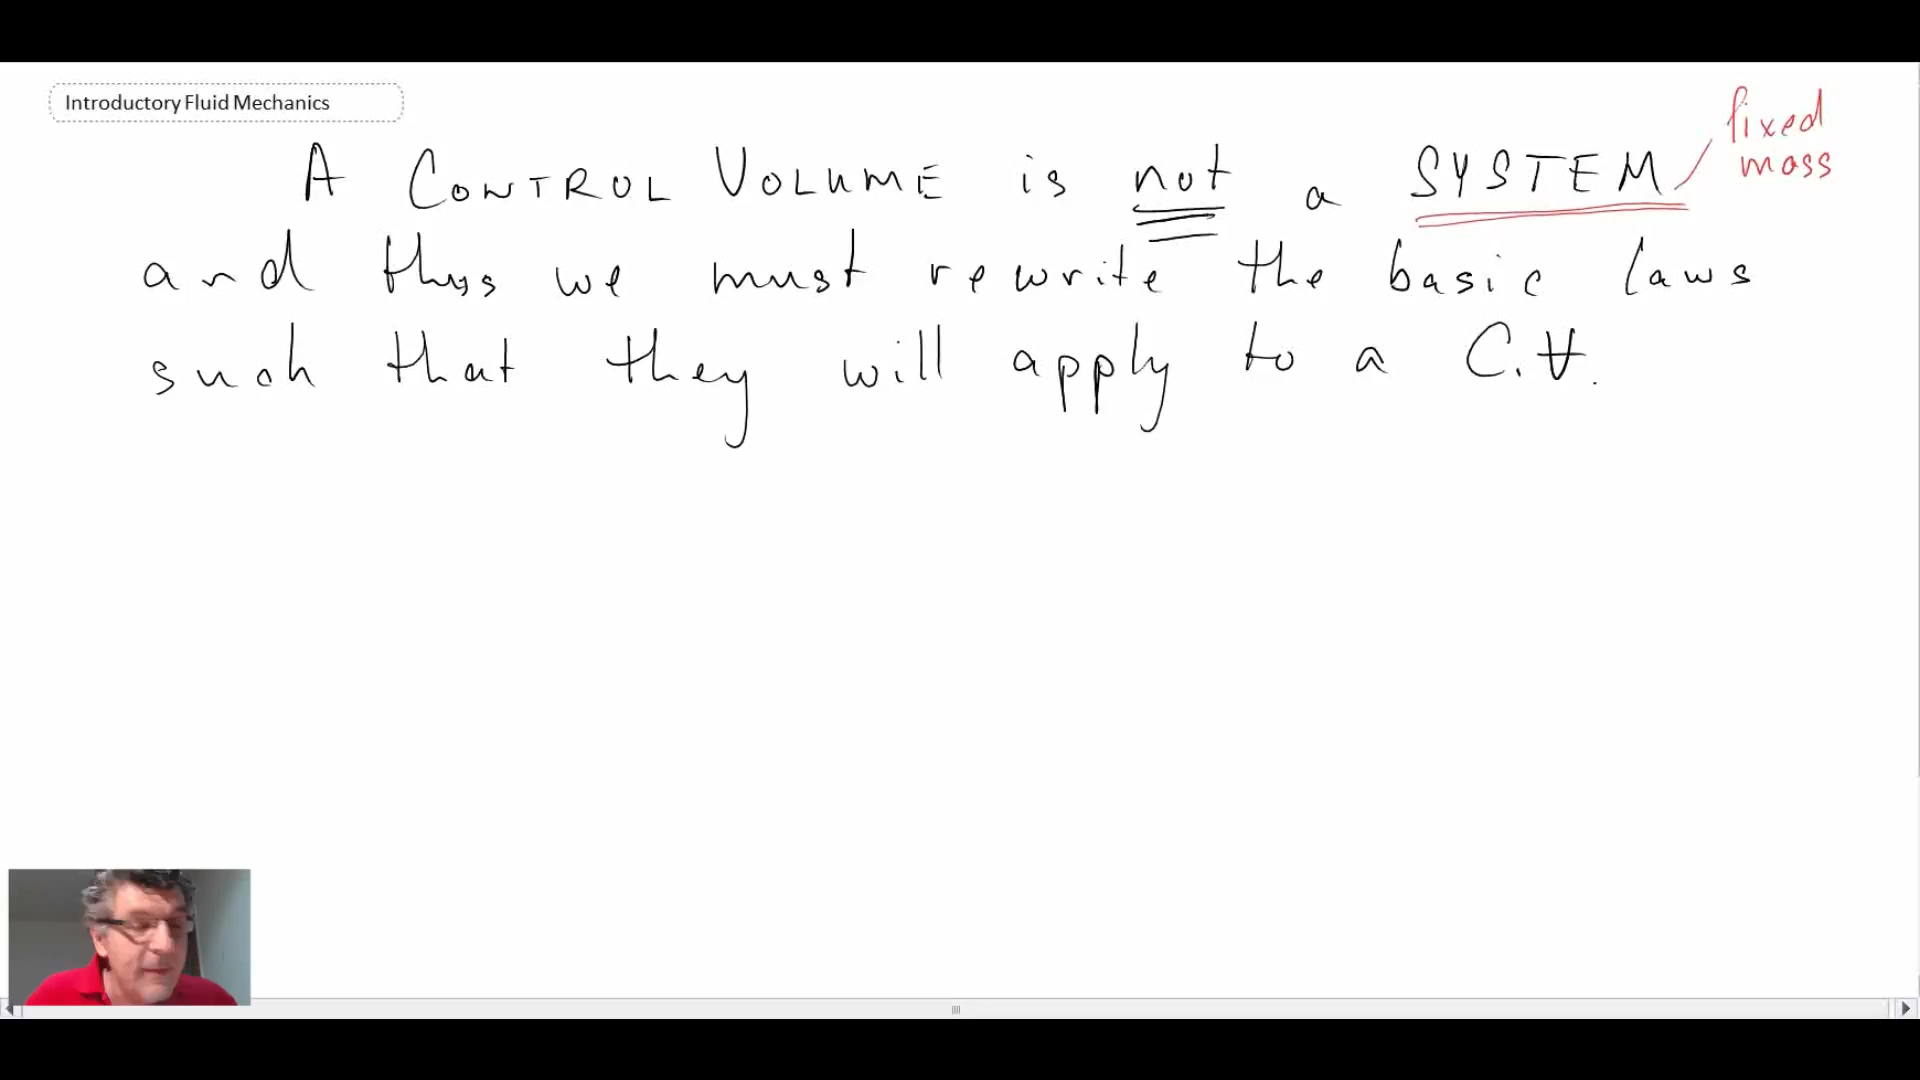 Introductory Fluid Mechanics
fixed
mass
A CONTROL VOLUME is not a SYSTEM
and thus we must rewrite the basic laws
such that they will apply to a C.V.